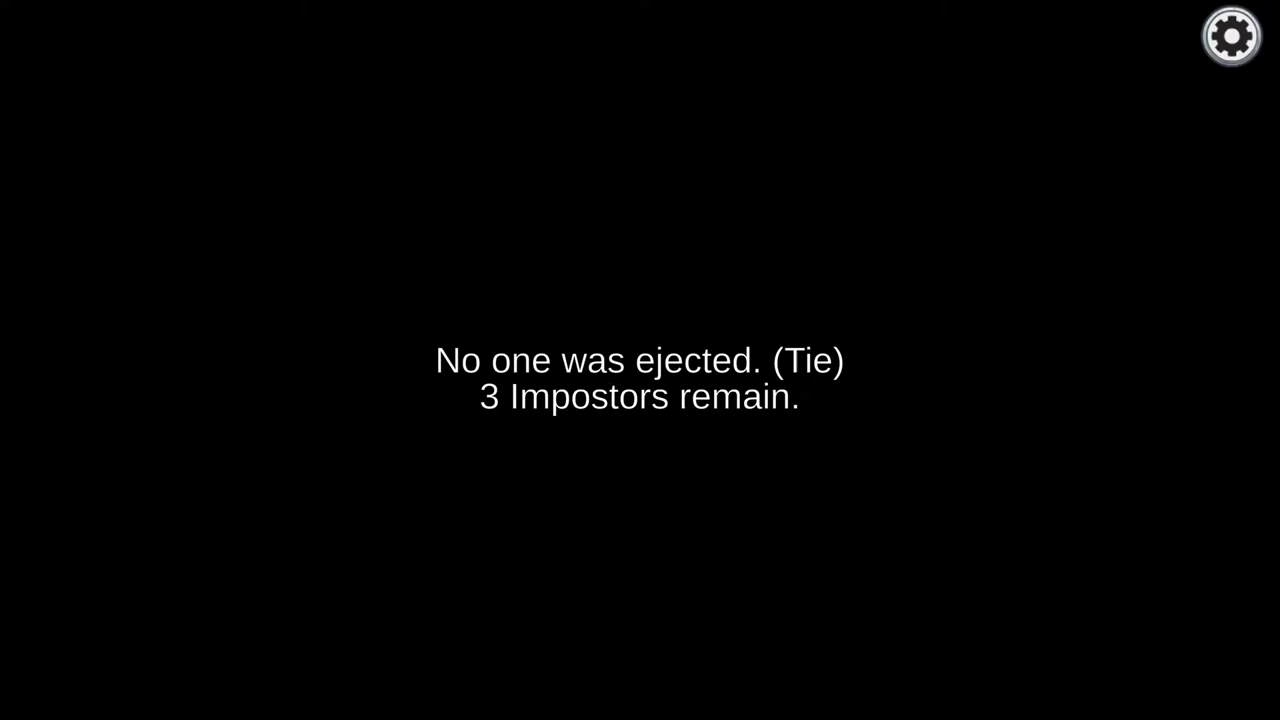 No one was ejected. (Tie)
3 Impostors remain.